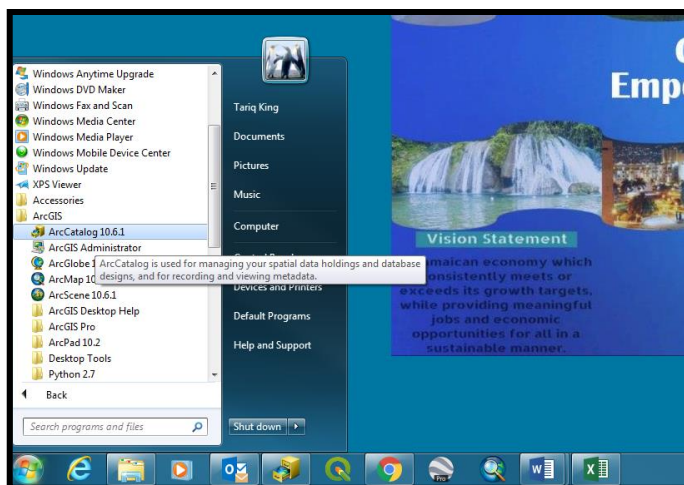 Windows Anytime Upgrade
Windows DVD Maker
Windows Fax and Scan
Windows Media Center
Windows Media Player
Windows Mobile Device Center
Windows Update
XPS Viewer
Accessories
ArcGIS
ArcCatalog 10.6.1
ArcGIS Administrator
ArcGlobe 1
ArcCatalog is used for managing your spatial data holdings and database
designs, and for recording and viewing metadata.
ArcMap 10
ArcScene 10.6.1
ArcGIS Desktop Help
ArcGIS Pro
ArcPad 10.2
Desktop Tools
Python 2.7
Back
Search programs and files
Tariq King
Documents
Pictures
Music
Computer
Devices and Printers
Default Programs
Help and Support
Shut down
Empo
Vision Statement
maican economy which
onsistently meets or
exceeds its growth targets,
while providing meaningful
jobs and economic
opportunities for all in a
sustainable manner.
Pro